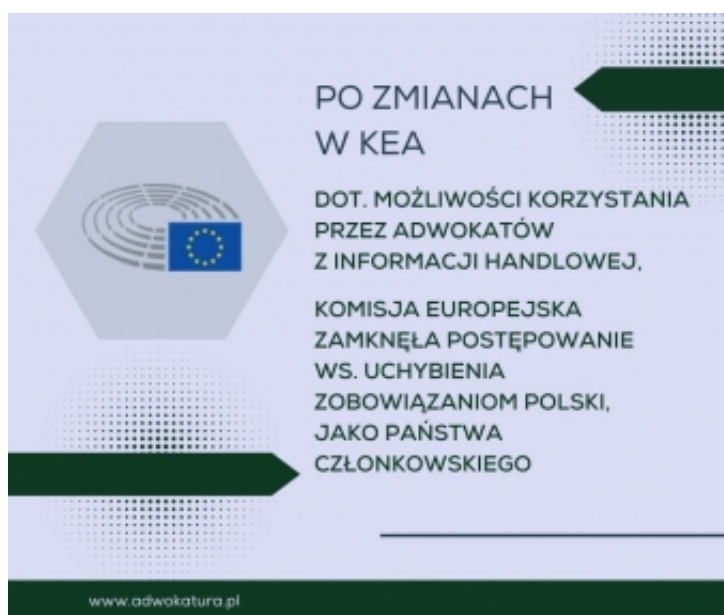 PO ZMIANACH
W KEA
DOT. MOŻLIWOŚCI KORZYSTANIA
PRZEZ ADWOKATÓW
Z INFORMACJI HANDLOWEJ,
KOMISJA EUROPEJSKA
ZAMKNĘŁA POSTĘPOWANIE
WS. UCHYBIENIA
ZOBOWIĄZANIOM POLSKI,
JAKO PAŃSTWA
CZŁONKOWSKIEGO
www.adwokatura.pl